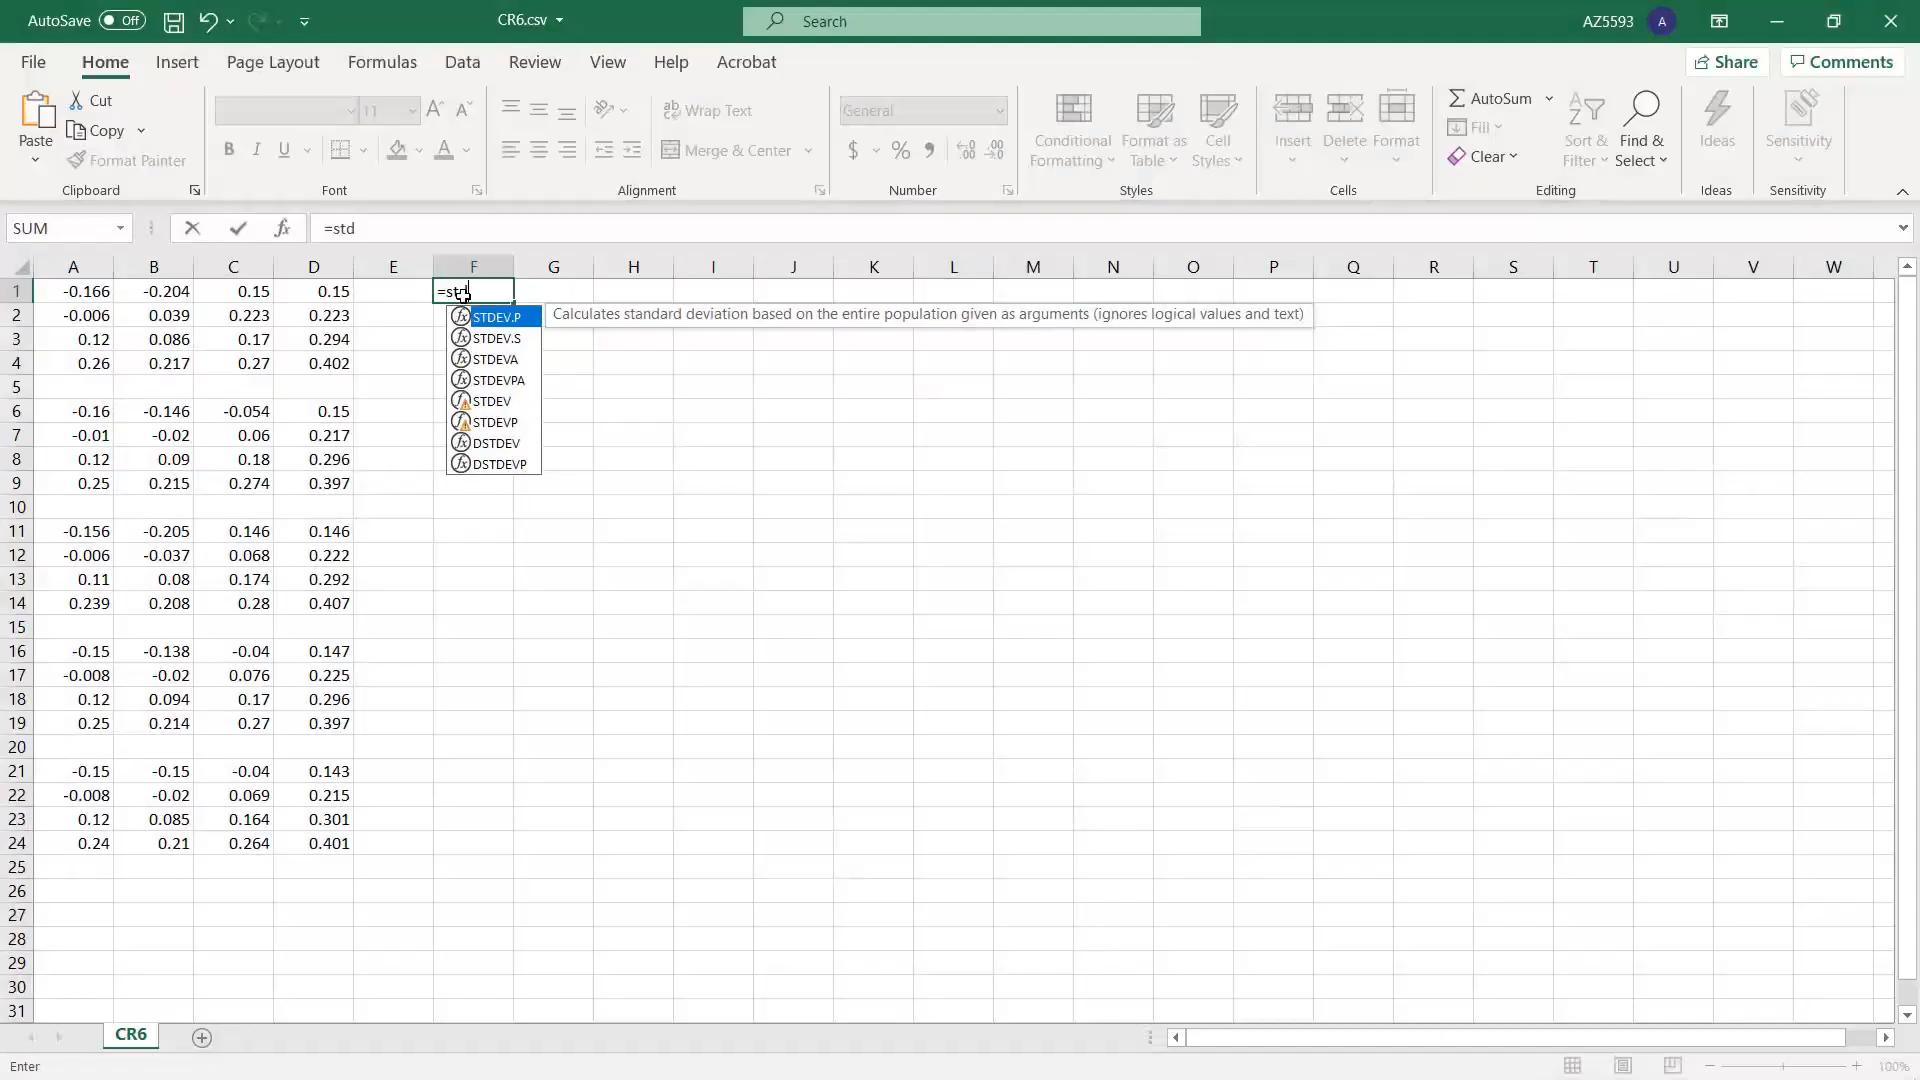 AutoSave Off CR6.csv Search AZ5593 A
File Home Insert Page Layout Formulas Data Review View Help Acrobat Share Comments
Paste Cut Copy Format Painter
11 B I U A A A
ab Wrap Text Merge & Center
General $ % 9
Conditional Formatting Format as Table Cell Styles
Insert Delete Format
AutoSum Fill Clear Sort & Filter Find & Select
Ideas Sensitivity
Clipboard Font Alignment Number Styles Cells Editing Ideas Sensitivity
SUM fx =std
A B C D E F G H I J K L M N O P Q R S T U V W
1 -0.166 -0.204 0.15 0.15 =std
2 -0.006 0.039 0.223 0.223
3 0.12 0.086 0.17 0.294
4 0.26 0.217 0.27 0.402
5
6 -0.16 -0.146 -0.054 0.15
7 -0.01 -0.02 0.06 0.217
8 0.12 0.09 0.18 0.296
9 0.25 0.215 0.274 0.397
10
11 -0.156 -0.205 0.146 0.146
12 -0.006 -0.037 0.068 0.222
13 0.11 0.08 0.174 0.292
14 0.239 0.208 0.28 0.407
15
16 -0.15 -0.138 -0.04 0.147
17 -0.008 -0.02 0.076 0.225
18 0.12 0.094 0.17 0.296
19 0.25 0.214 0.27 0.397
20
21 -0.15 -0.15 -0.04 0.143
22 -0.008 -0.02 0.069 0.215
23 0.12 0.085 0.164 0.301
24 0.24 0.21 0.264 0.401
25
26
27
28
29
30
31
STDEV.P Calculates standard deviation based on the entire population given as arguments (ignores logical values and text)
STDEV.S
STDEVA
STDEVPA
STDEV
STDEVP
DSTDEV
DSTDEVP
CR6
Enter 100%